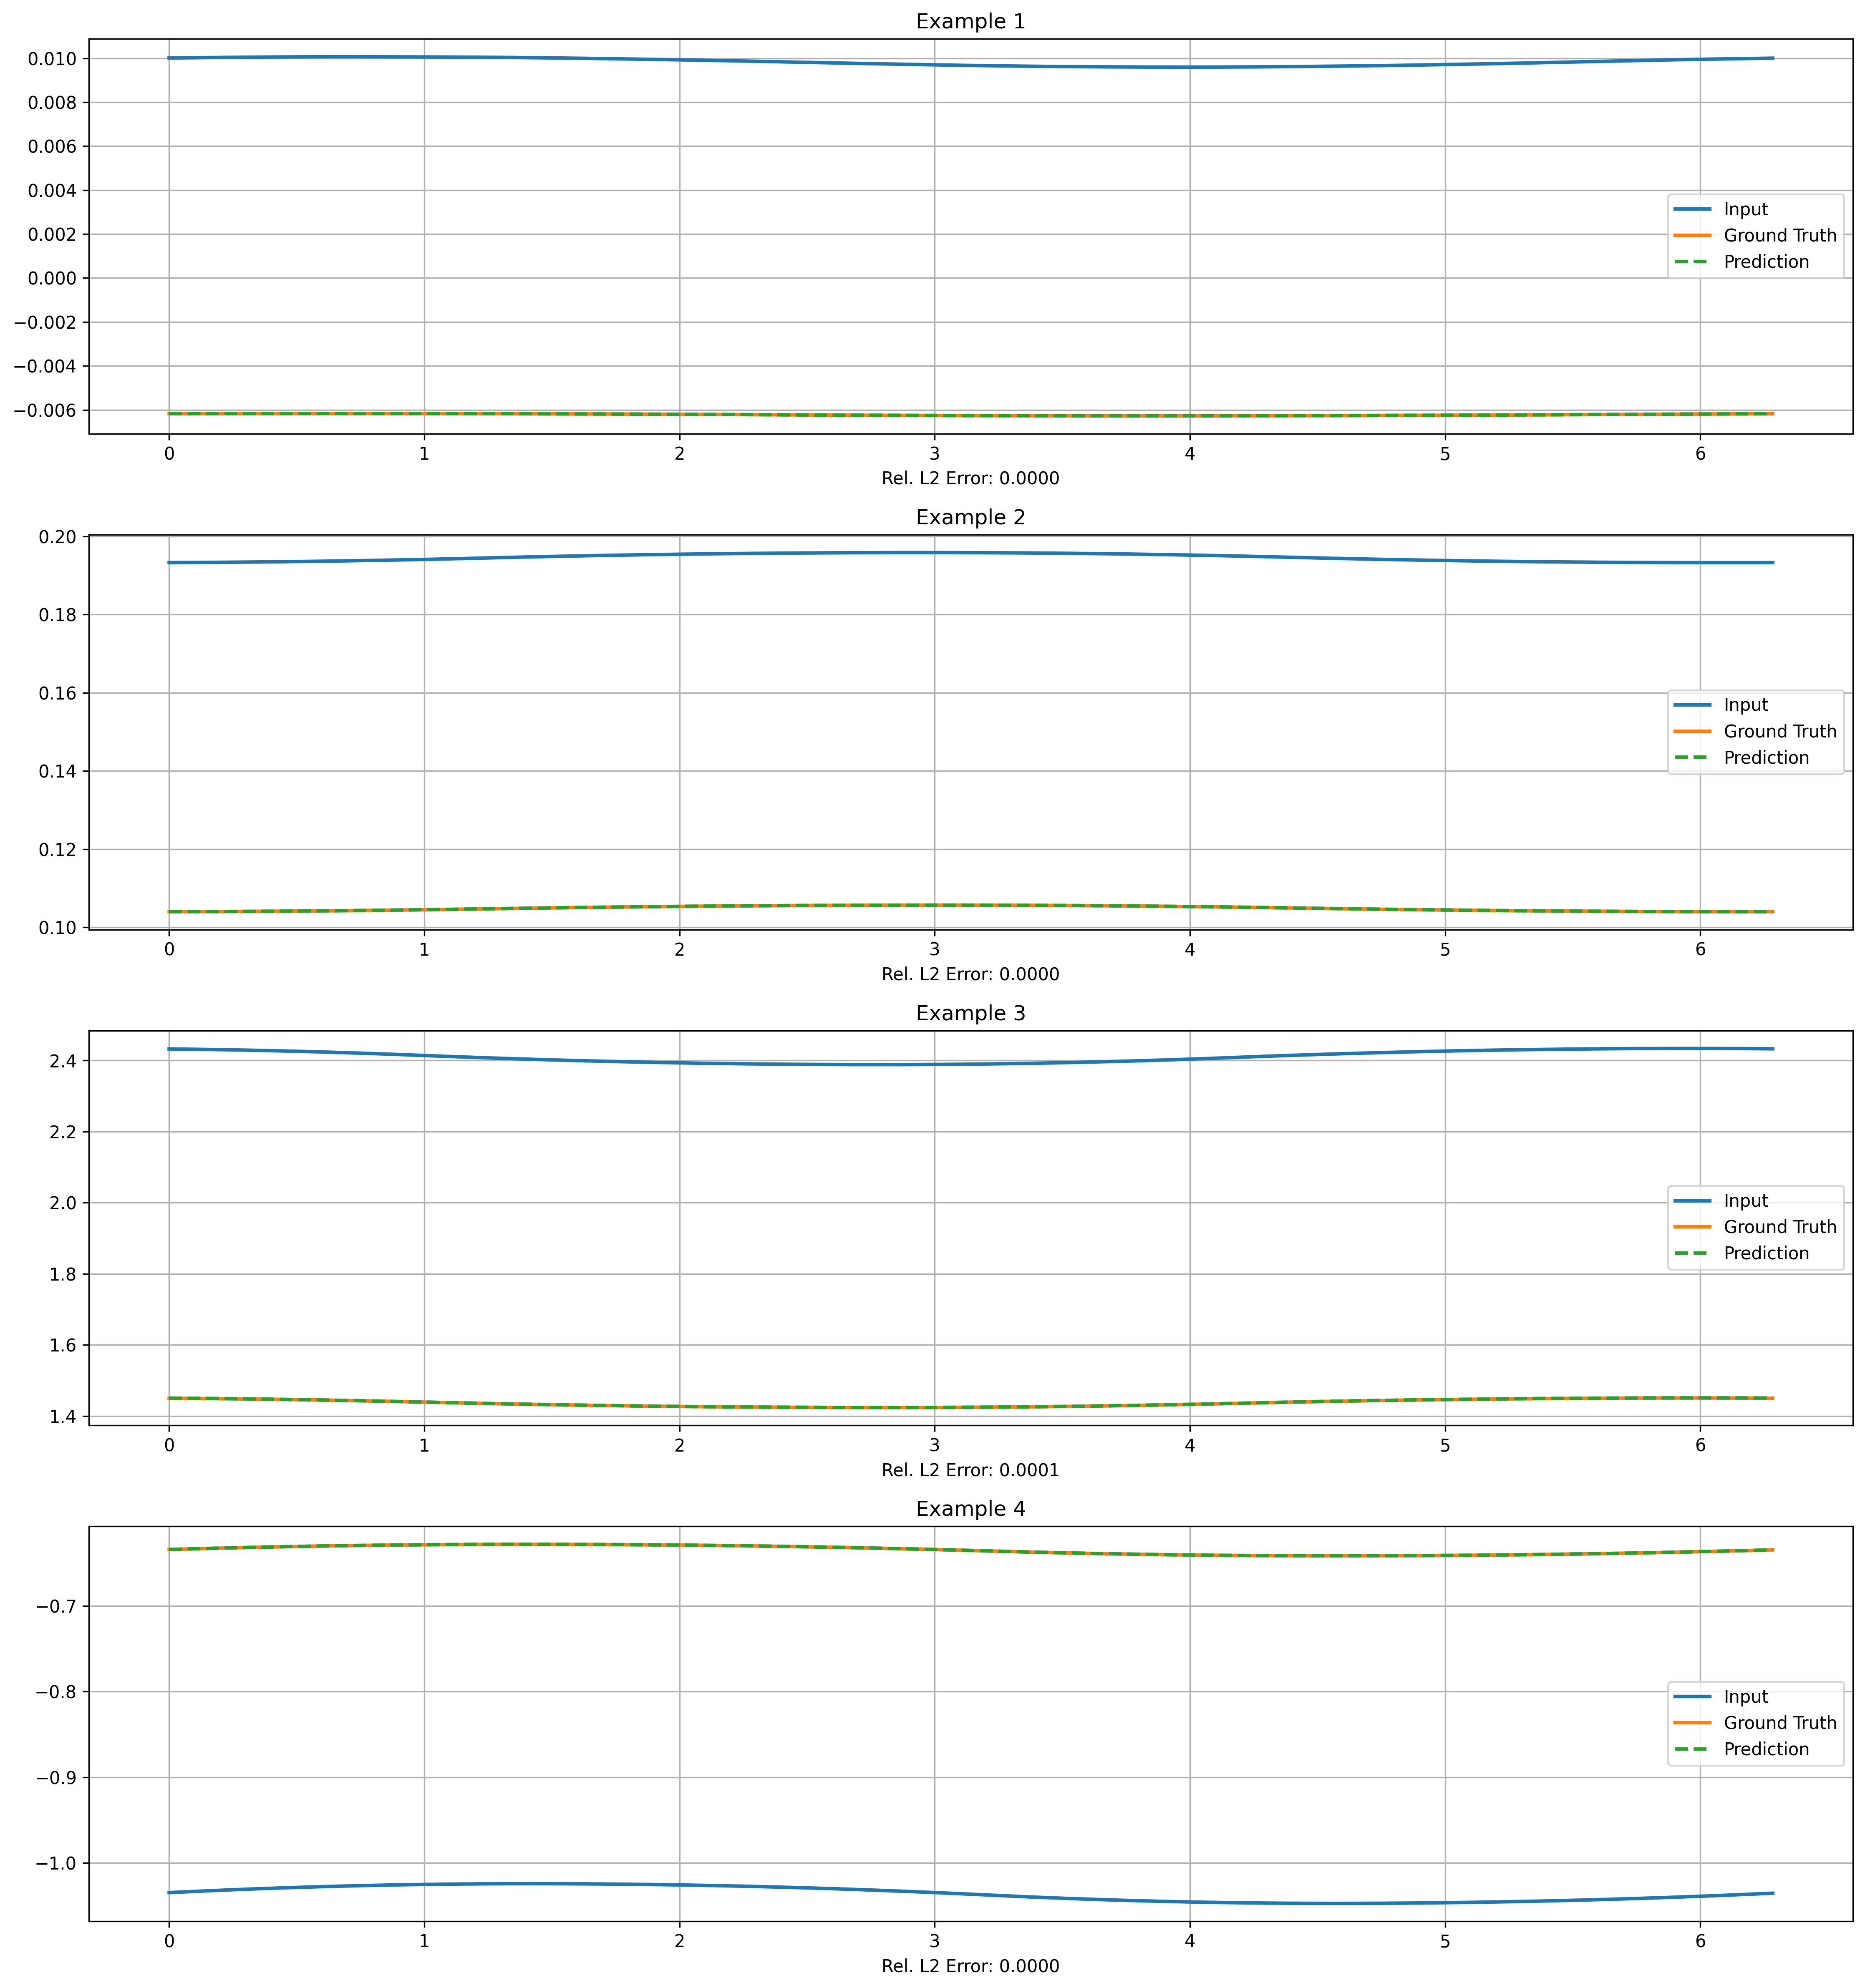 Example 1
0.010
0.008
0.006
0.004
0.002
0.000
−0.002
−0.004
−0.006
Input
Ground Truth
Prediction
0 1 2 3 4 5 6
Rel. L2 Error: 0.0000
Example 2
0.20
0.18
0.16
0.14
0.12
0.10
Input
Ground Truth
Prediction
0 1 2 3 4 5 6
Rel. L2 Error: 0.0000
Example 3
2.4
2.2
2.0
1.8
1.6
1.4
Input
Ground Truth
Prediction
0 1 2 3 4 5 6
Rel. L2 Error: 0.0001
Example 4
−0.7
−0.8
−0.9
−1.0
Input
Ground Truth
Prediction
0 1 2 3 4 5 6
Rel. L2 Error: 0.0000